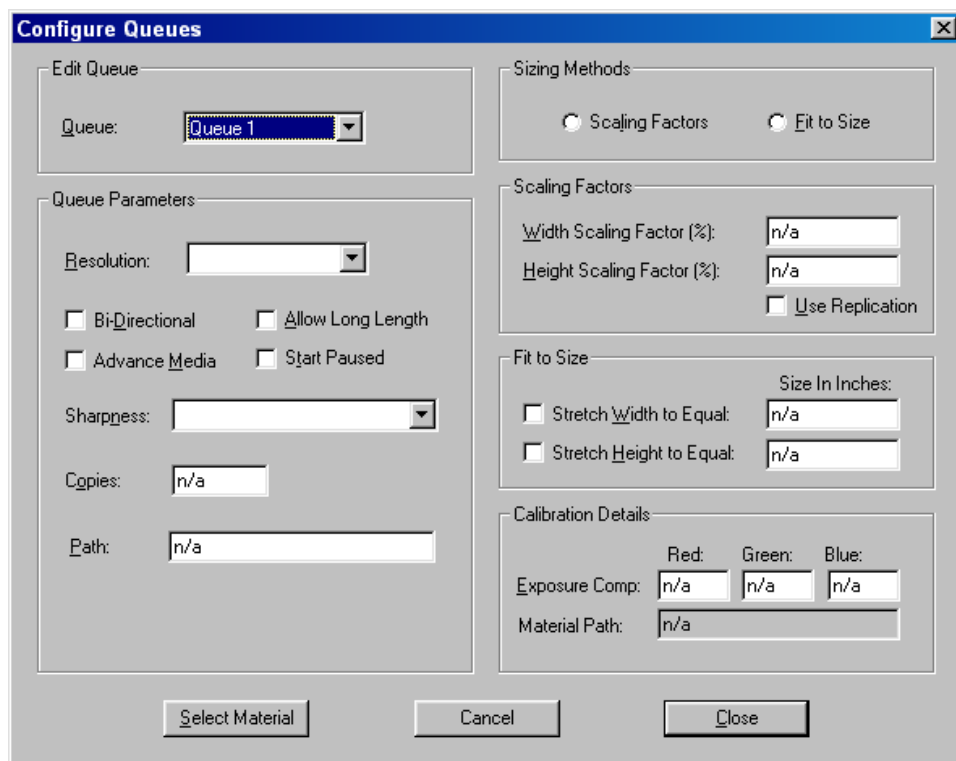 Configure Queues
Edit Queue
Queue:
Queue 1
Queue Parameters
Resolution:
Bi-Directional
Allow Long Length
Advance Media
Start Paused
Sharpness:
Copies:
n/a
Path:
n/a
Sizing Methods
Scaling Factors
Fit to Size
Scaling Factors
Width Scaling Factor (%):
n/a
Height Scaling Factor (%):
n/a
Use Replication
Fit to Size
Size In Inches:
Stretch Width to Equal:
n/a
Stretch Height to Equal:
n/a
Calibration Details
Red:
Green:
Blue:
Exposure Comp:
n/a
n/a
n/a
Material Path:
n/a
Select Material
Cancel
Close